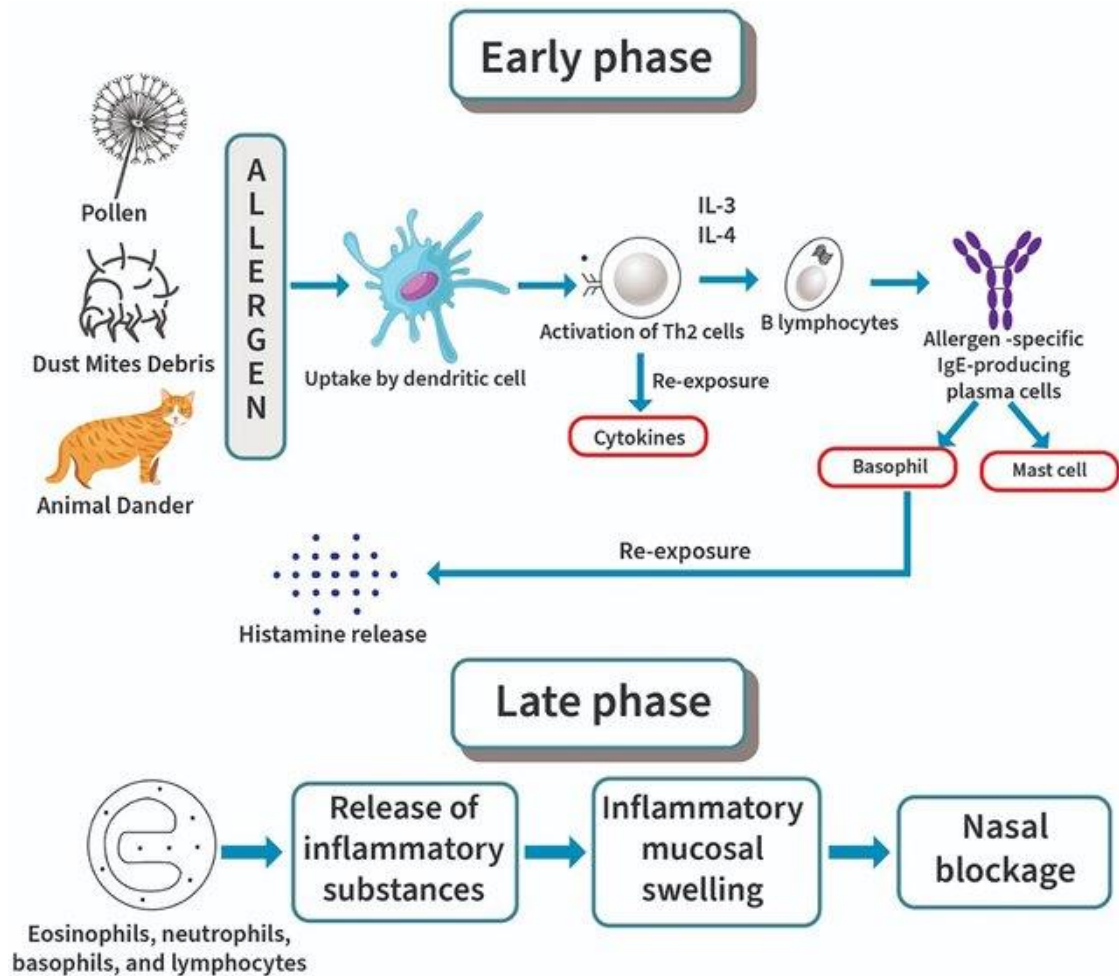 Early phase
Pollen
Dust Mites Debris
Animal Dander
ALLERGEN
Uptake by dendritic cell
Activation of Th2 cells
IL-3
IL-4
B lymphocytes
Allergen -specific
IgE-producing
plasma cells
Re-exposure
Cytokines
Basophil
Mast cell
Re-exposure
Histamine release
Late phase
Eosinophils, neutrophils,
basophils, and lymphocytes
Release of
inflammatory
substances
Inflammatory
mucosal
swelling
Nasal
blockage